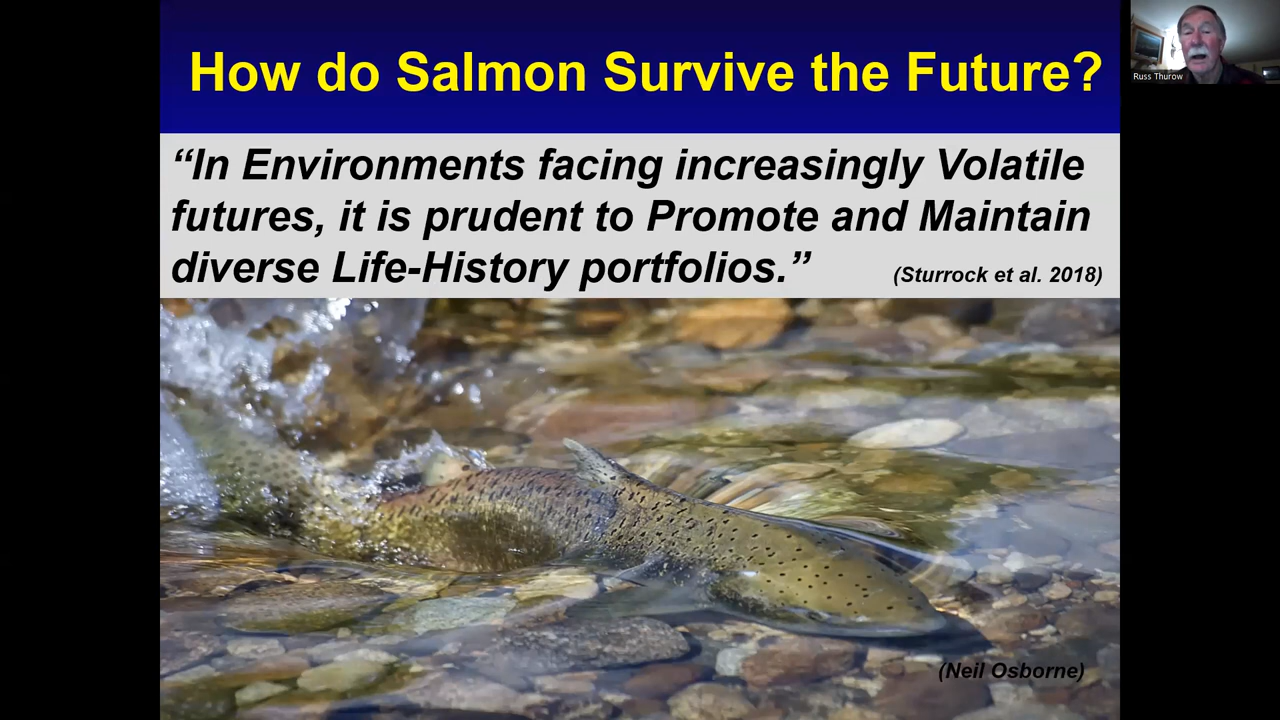 How do Salmon Survive the Future?
“In Environments facing increasingly Volatile
futures, it is prudent to Promote and Maintain
diverse Life-History portfolios.” (Sturrock et al. 2018)
(Neil Osborne)
Russ Thurow